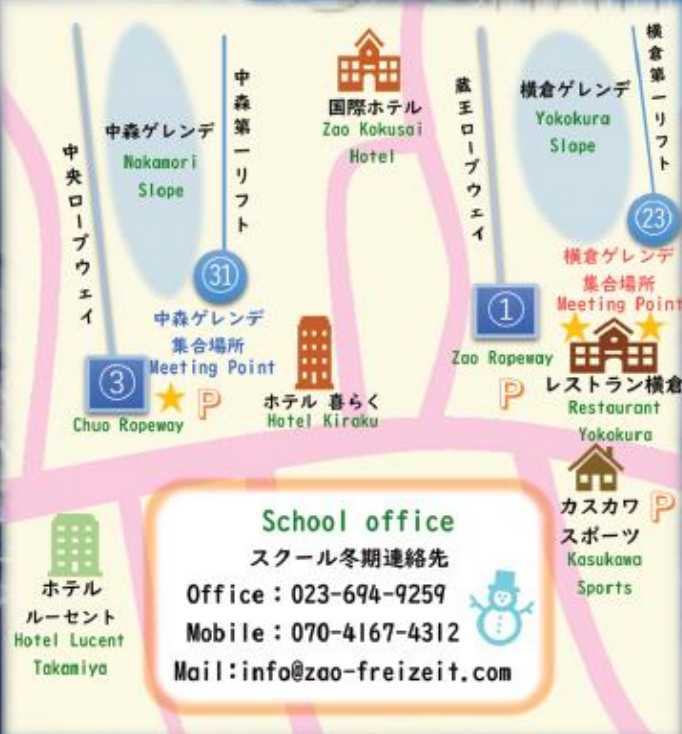 中央ロープウェイ
中森ゲレンデ
Nakamori
Slope
中森第一リフト
31
中森ゲレンデ
集合場所
Meeting Point
3
P
Chuo Ropeway
国際ホテル
Zao Kokusai
Hotel
ホテル 喜らく
Hotel Kiraku
蔵王ロープウェイ
1
Zao Ropeway
P
横倉ゲレンデ
Yokokura
Slope
横倉第一リフト
23
横倉ゲレンデ
集合場所
Meeting Point
レストラン横倉
Restaurant
Yokokura
カスカワ
スポーツ
P
Kasukawa
Sports
ホテル
ルーセント
Hotel Lucent
Takamiya
School office
スクール冬期連絡先
Office：023-694-9259
Mobile：070-4167-4312
Mail:info@zao-freizeit.com